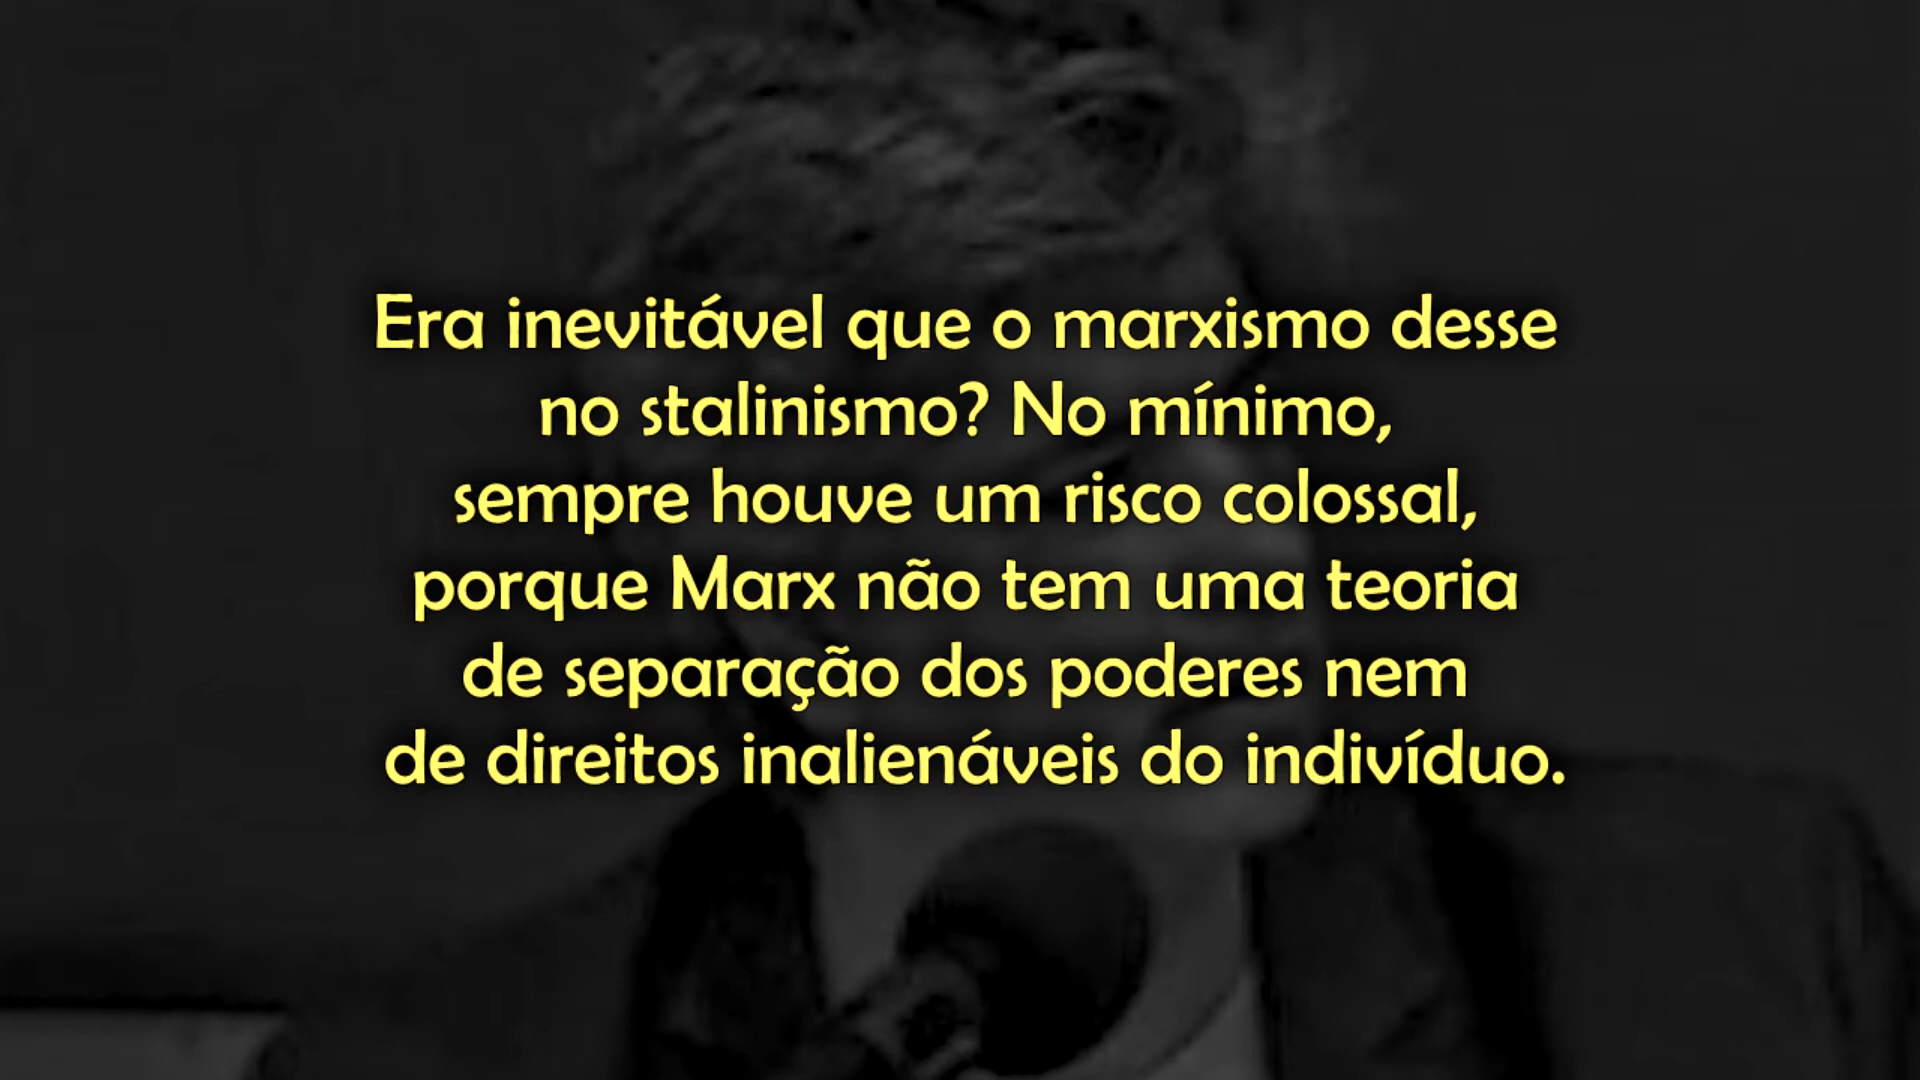 Era inevitável que o marxismo desse
no stalinismo? No mínimo,
sempre houve um risco colossal,
porque Marx não tem uma teoria
de separação dos poderes nem
de direitos inalienáveis do indivíduo.